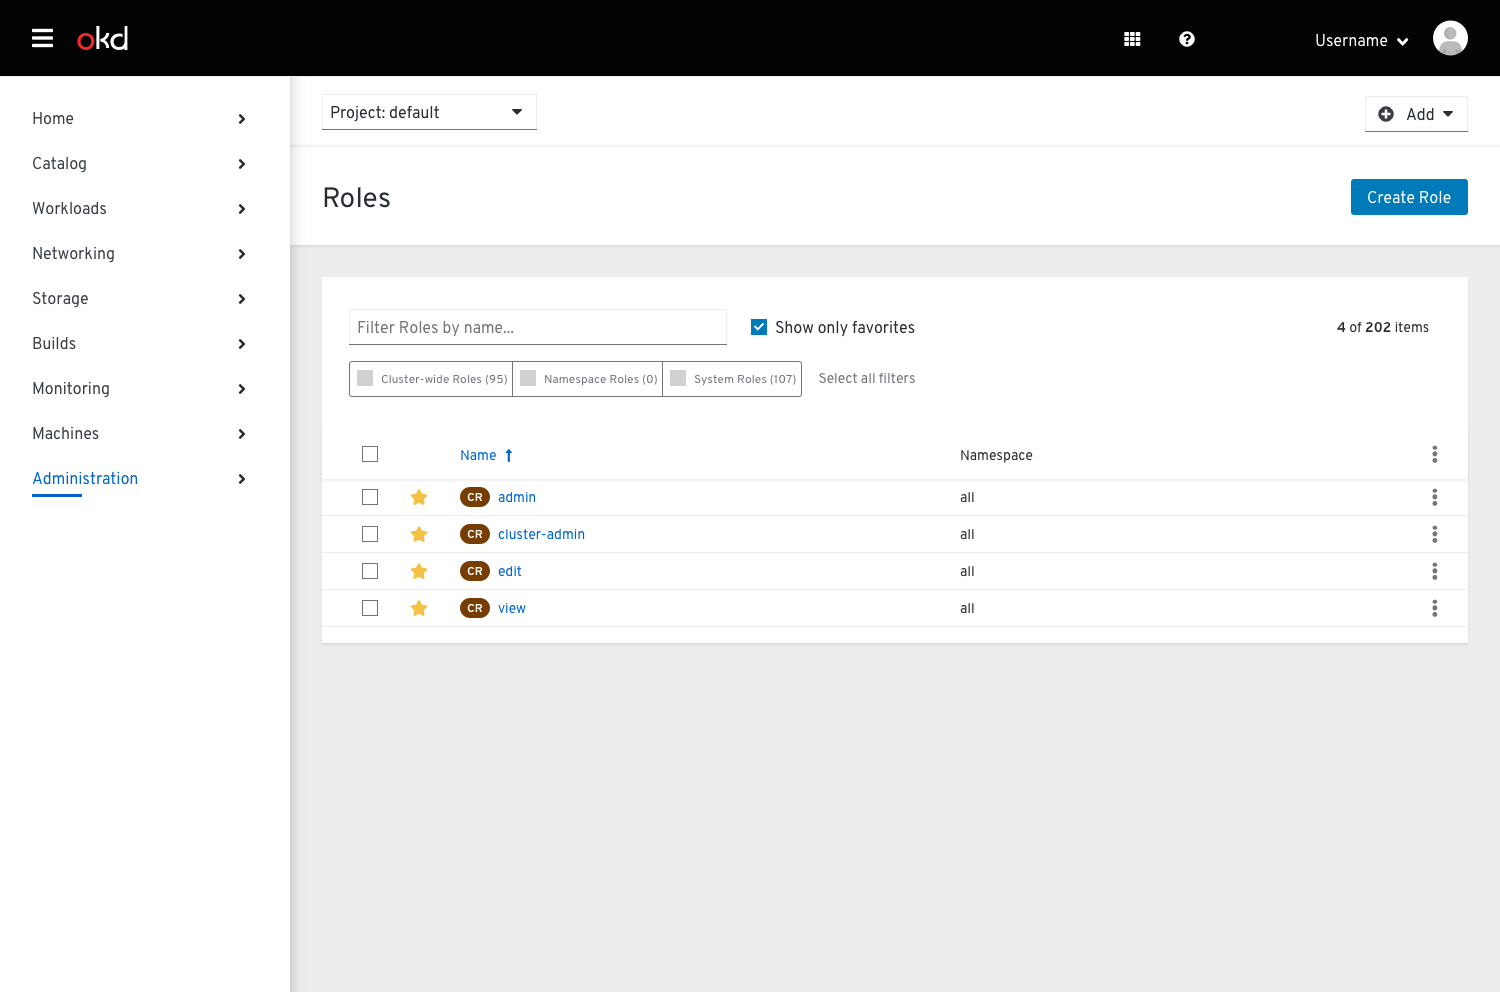 okd
Username
Home
Catalog
Workloads
Networking
Storage
Builds
Monitoring
Machines
Administration
Project: default
Add
Roles
Create Role
Filter Roles by name...
Show only favorites
4 of 202 items
Cluster-wide Roles (95)
Namespace Roles (0)
System Roles (107)
Select all filters
Name
Namespace
CR admin all
CR cluster-admin all
CR edit all
CR view all